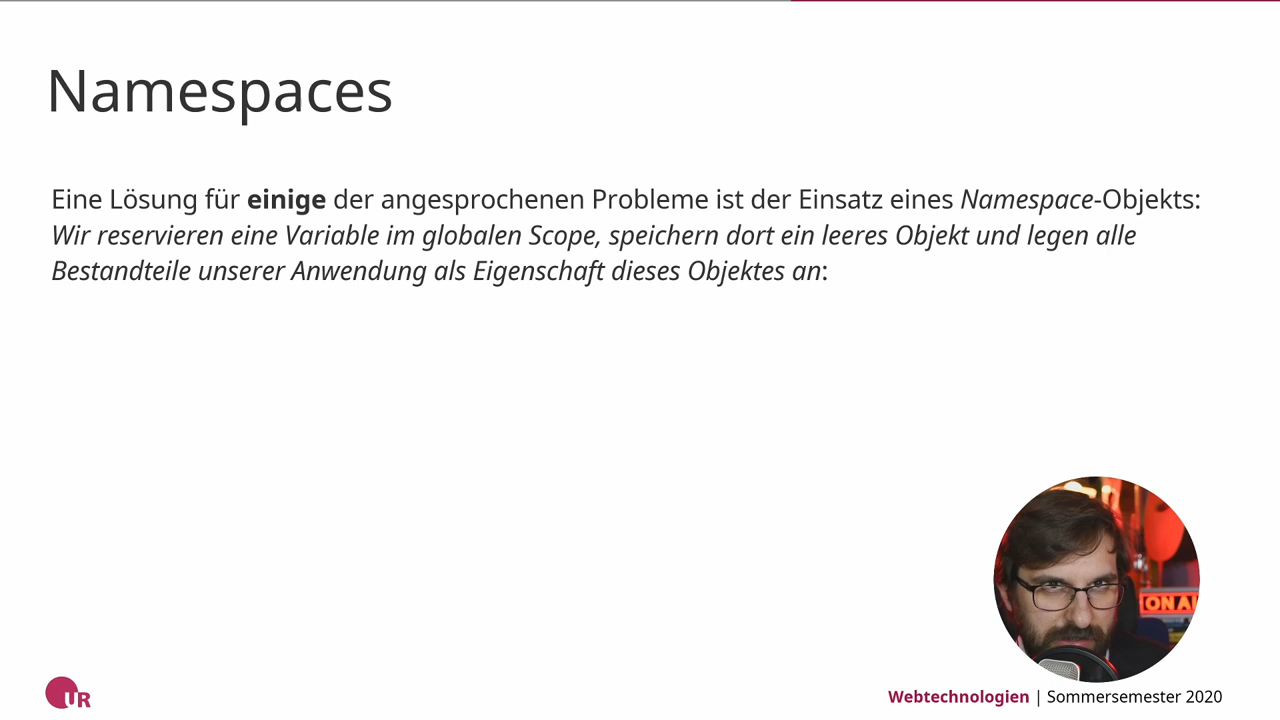 Namespaces
Eine Lösung für einige der angesprochenen Probleme ist der Einsatz eines Namespace-Objekts:
Wir reservieren eine Variable im globalen Scope, speichern dort ein leeres Objekt und legen alle
Bestandteile unserer Anwendung als Eigenschaft dieses Objektes an:
ON AI
UR
Webtechnologien | Sommersemester 2020